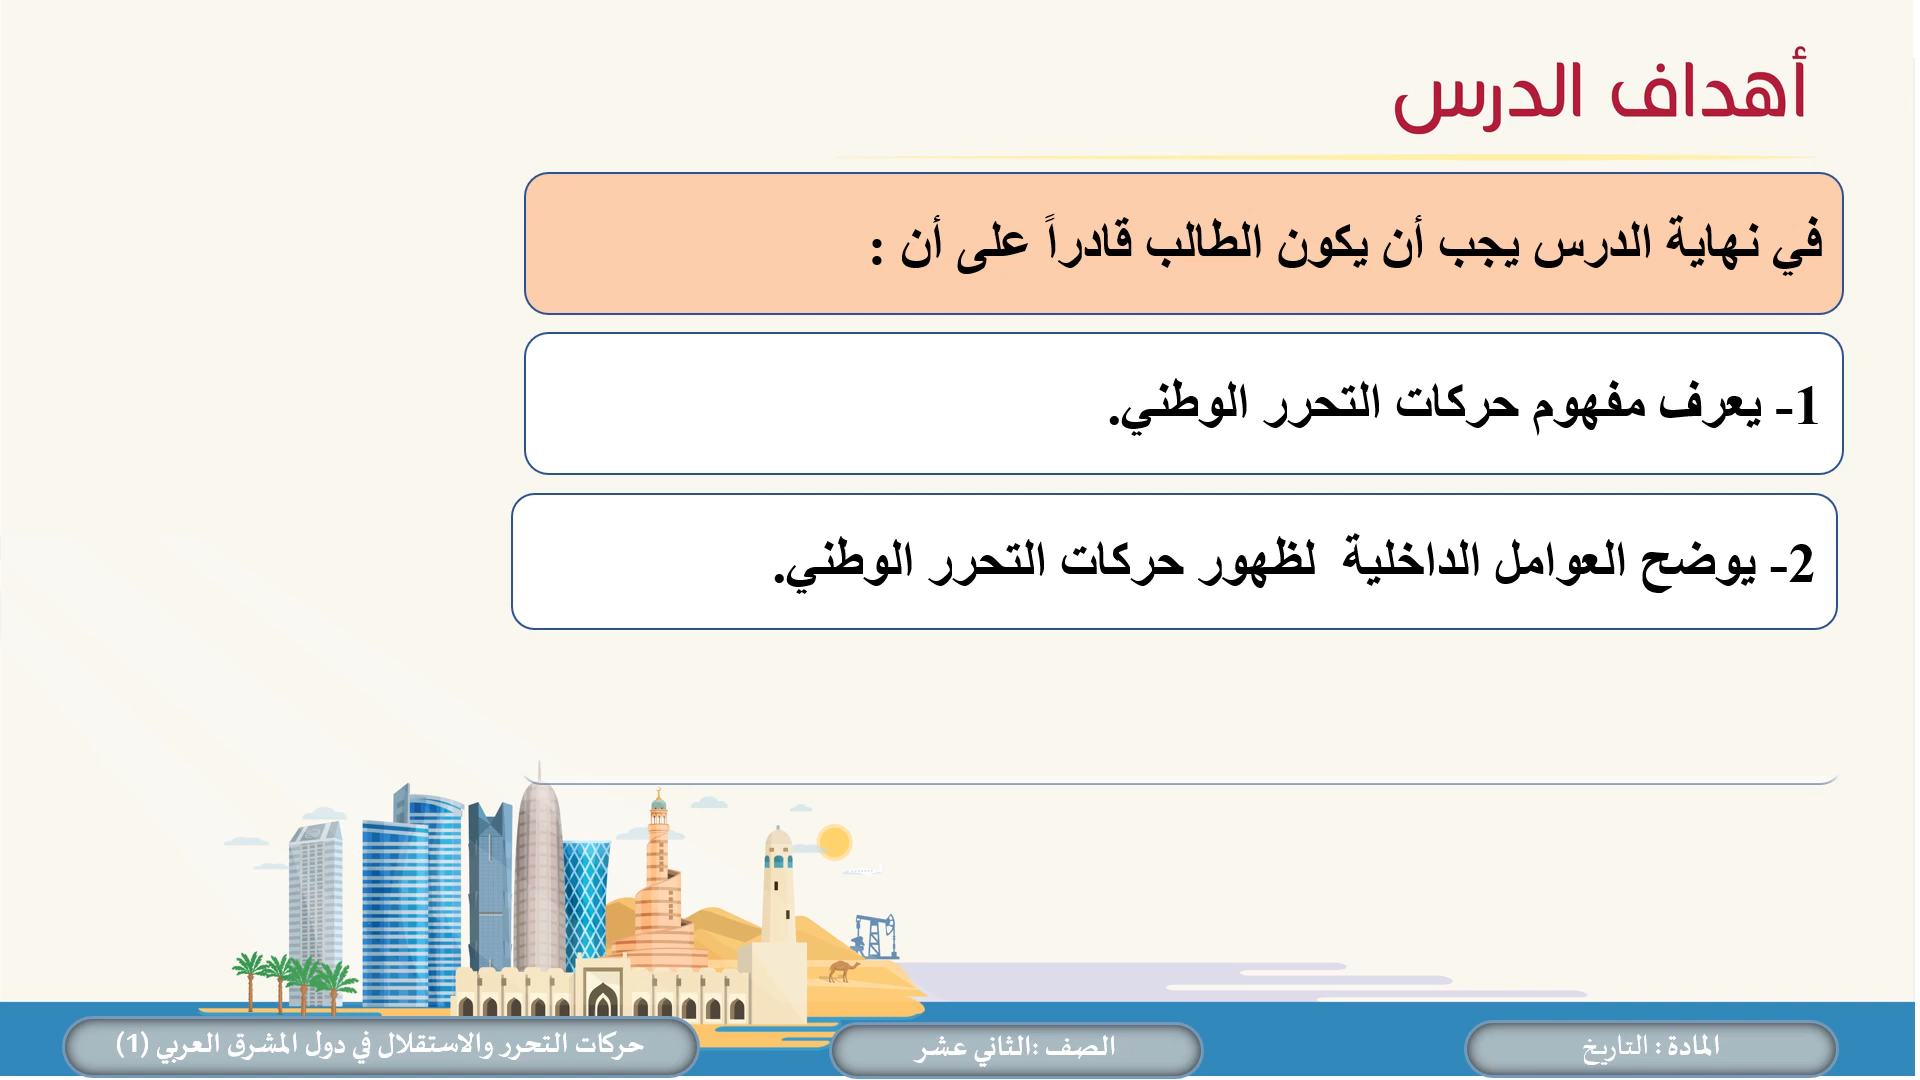 أهداف الدرس
في نهاية الدرس يجب أن يكون الطالب قادراً على أن :
1- يعرف مفهوم حركات التحرر الوطني.
2- يوضح العوامل الداخلية  لظهور حركات التحرر الوطني.
المادة : التاريخ
الصف :الثاني عشر
حركات التحرر والاستقلال في دول المشرق العربي (1)